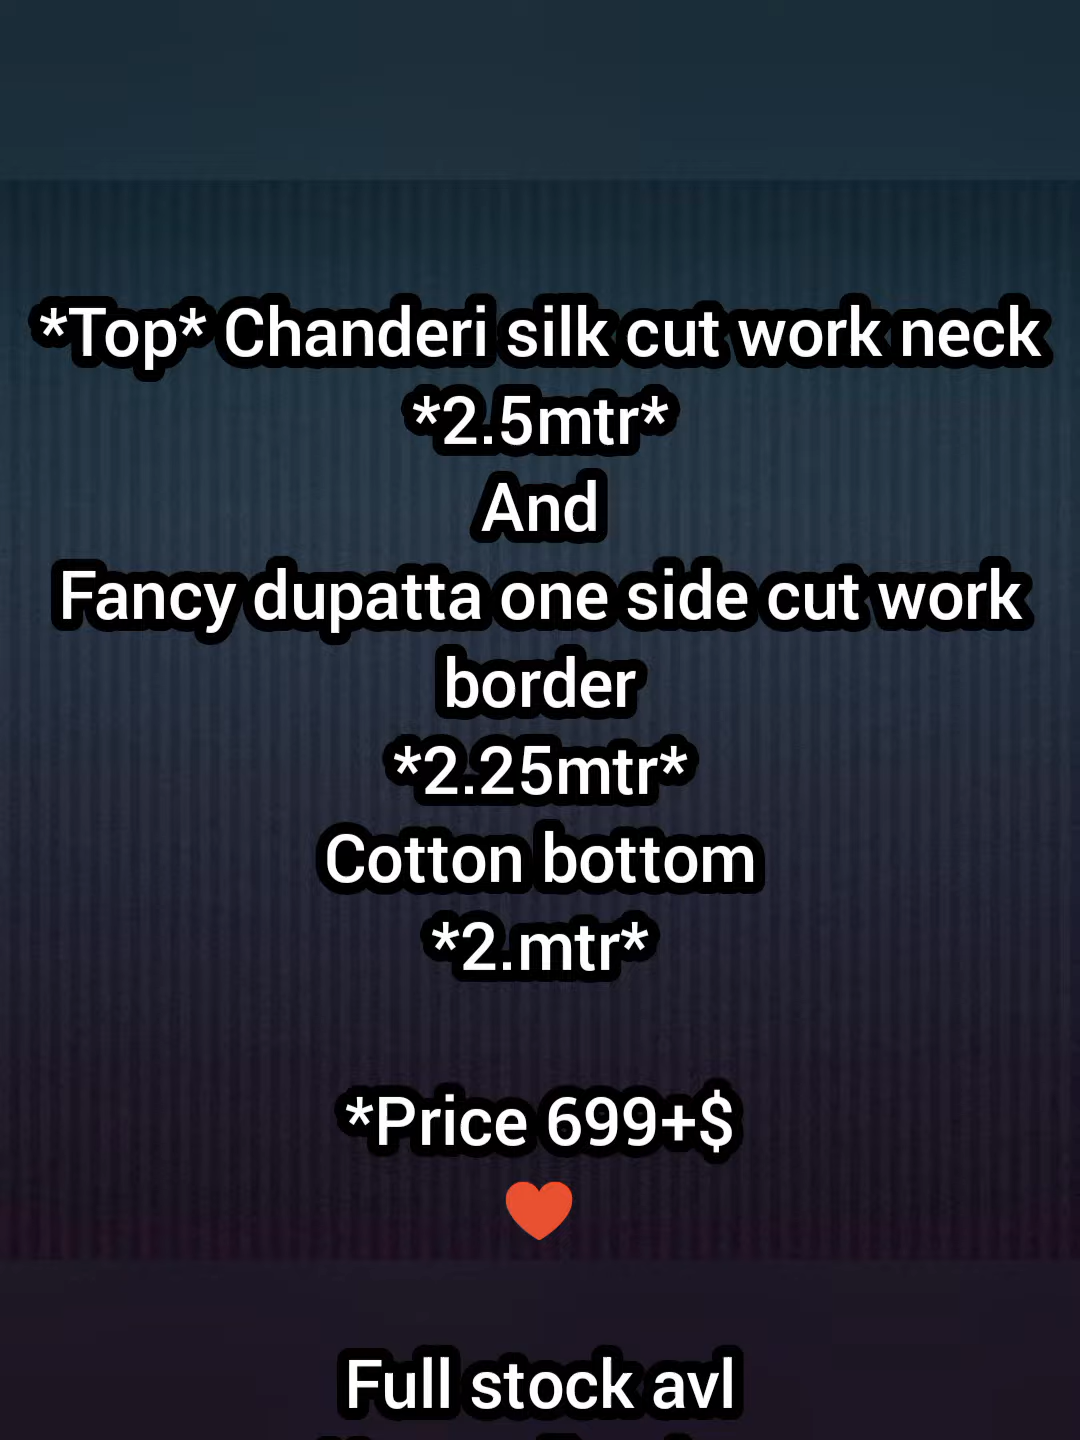 *Top* Chanderi silk cut work neck
*2.5mtr*
And
Fancy dupatta one side cut work
border
*2.25mtr*
Cotton bottom
*2.mtr*
*Price 699+$
♥
Full stock avl